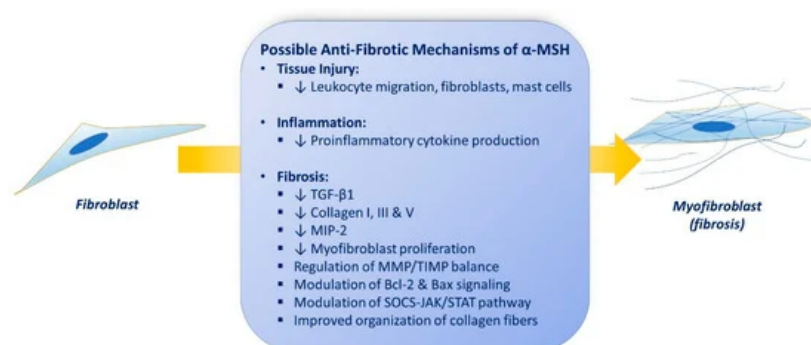 Possible Anti-Fibrotic Mechanisms of α-MSH
• Tissue Injury:
▪ ↓ Leukocyte migration, fibroblasts, mast cells
• Inflammation:
▪ ↓ Proinflammatory cytokine production
• Fibrosis:
▪ ↓ TGF-β1
▪ ↓ Collagen I, III & V
▪ ↓ MIP-2
▪ ↓ Myofibroblast proliferation
▪ Regulation of MMP/TIMP balance
▪ Modulation of Bcl-2 & Bax signaling
▪ Modulation of SOCS-JAK/STAT pathway
▪ Improved organization of collagen fibers
Fibroblast
Myofibroblast
(fibrosis)